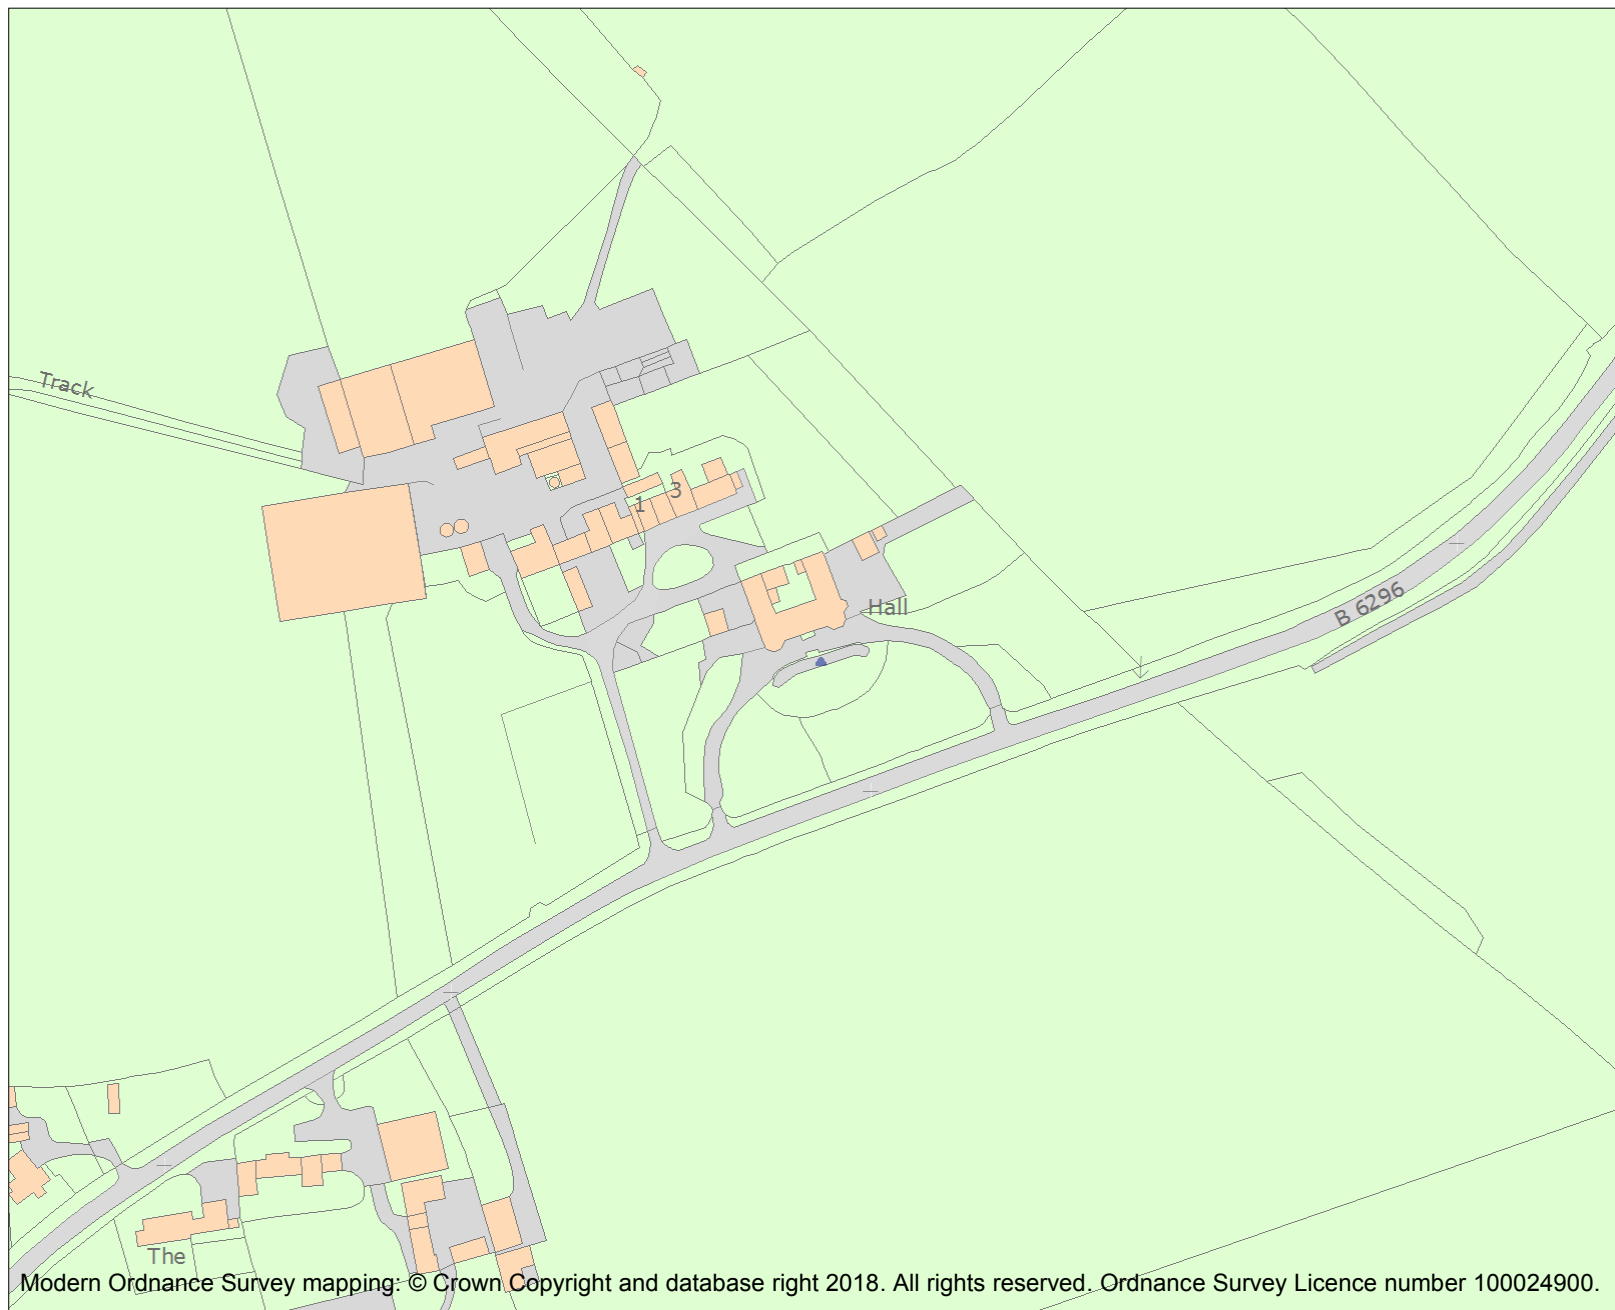 Track
1
3
Hall
B 6296
The
Modern Ordnance Survey mapping: © Crown Copyright and database right 2018. All rights reserved. Ordnance Survey Licence number 100024900.